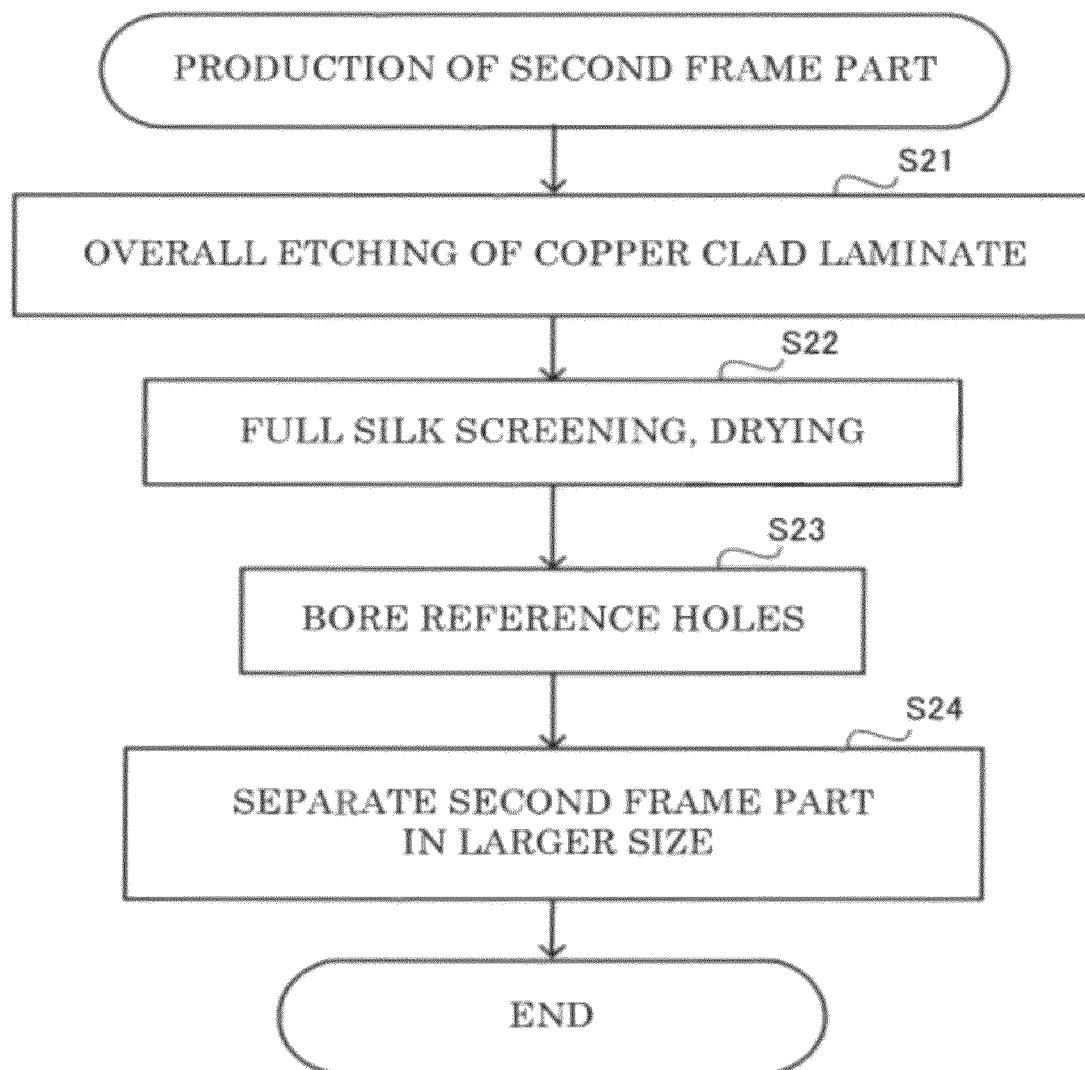 PRODUCTION OF SECOND FRAME PART
S21
OVERALL ETCHING OF COPPER CLAD LAMINATE
S22
FULL SILK SCREENING, DRYING
S23
BORE REFERENCE HOLES
S24
SEPARATE SECOND FRAME PART
IN LARGER SIZE
END